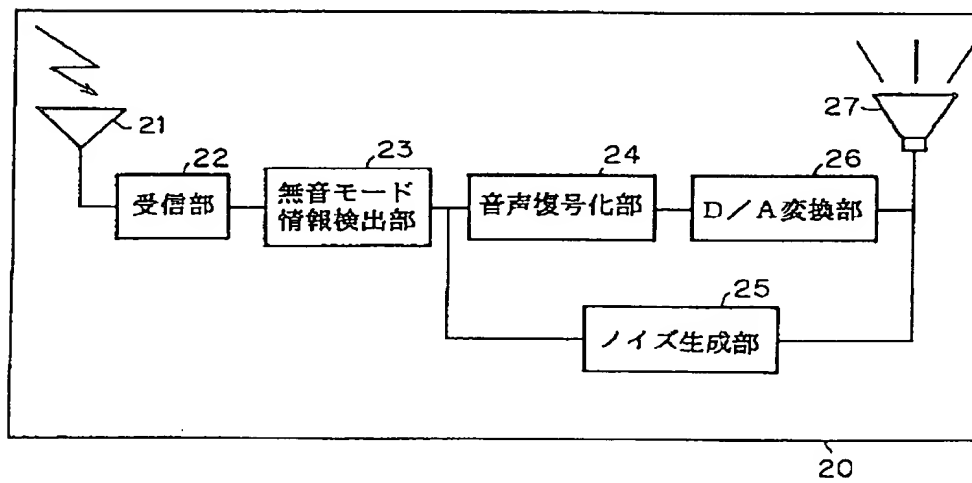 21
27
22
受信部
23
無音モード
情報検出部
24
音声復号化部
26
D/A変換部
25
ノイズ生成部
20